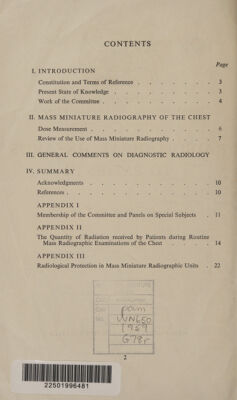 CONTENTS
Page
I. INTRODUCTION
Constitution and Terms of Reference . . . . . . 3
Present State of Knowledge . . . . . . . 3
Work of the Committee . . . . . . . . 4
II. MASS MINIATURE RADIOGRAPHY OF THE CHEST
Dose Measurement . . . . . . . . . 6
Review of the Use of Mass Miniature Radiography . . . . 7
III. GENERAL COMMENTS ON DIAGNOSTIC RADIOLOGY
IV. SUMMARY
Acknowledgments . . . . . . . . . 10
References . . . . . . . . . . 10
APPENDIX I
Membership of the Committee and Panels on Special Subjects . 11
APPENDIX II
The Quantity of Radiation received by Patients during Routine
Mass Radiographic Examinations of the Chest . . . . 14
APPENDIX III
Radiological Protection in Mass Miniature Radiographic Units . 22
pam
WN650
1959
G78r
2
22501996481